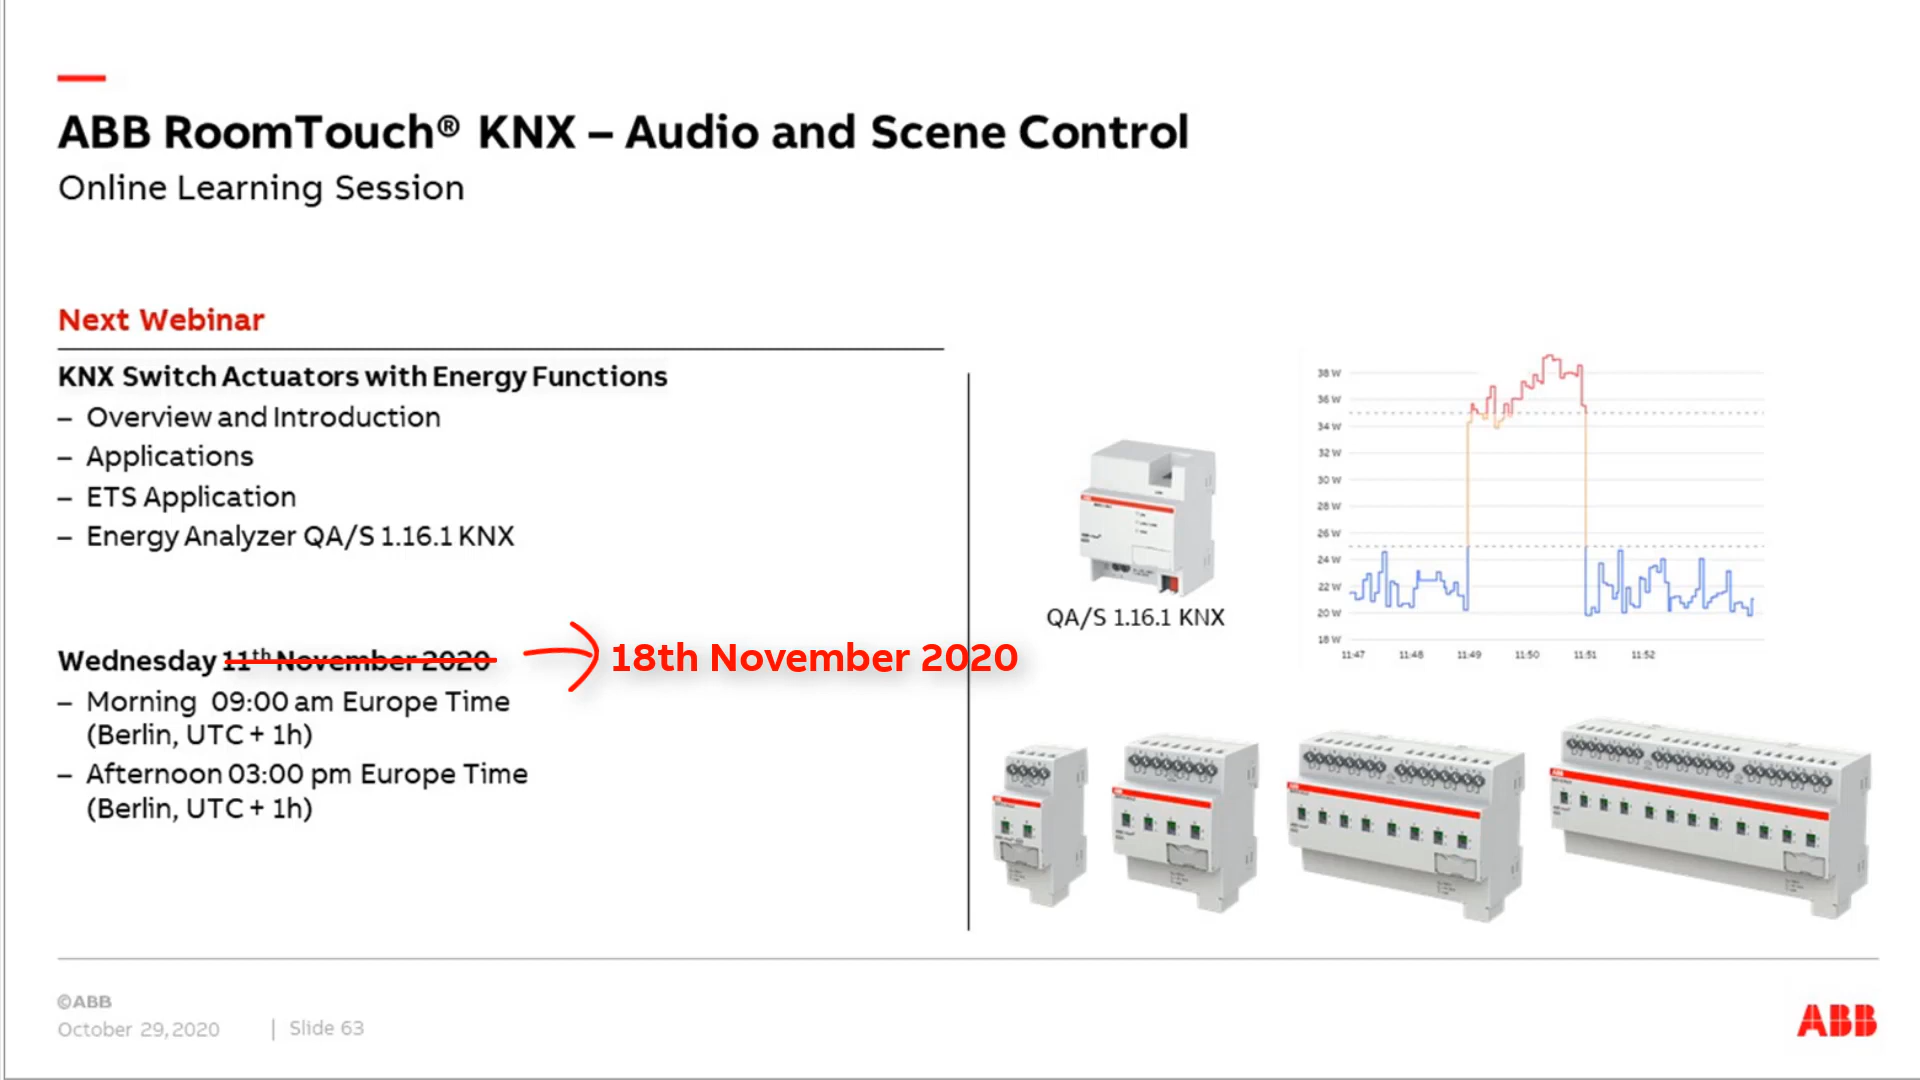 ABB RoomTouch® KNX – Audio and Scene Control
Online Learning Session
Next Webinar
KNX Switch Actuators with Energy Functions
– Overview and Introduction
– Applications
– ETS Application
– Energy Analyzer QA/S 1.16.1 KNX
Wednesday 11th November 2020
18th November 2020
– Morning 09:00 am Europe Time
(Berlin, UTC + 1h)
– Afternoon 03:00 pm Europe Time
(Berlin, UTC + 1h)
QA/S 1.16.1 KNX
38 W
36 W
34 W
32 W
30 W
28 W
26 W
24 W
22 W
20 W
18 W
11:47 11:48 11:49 11:50 11:51 11:52
©ABB
October 29, 2020 | Slide 63
ABB